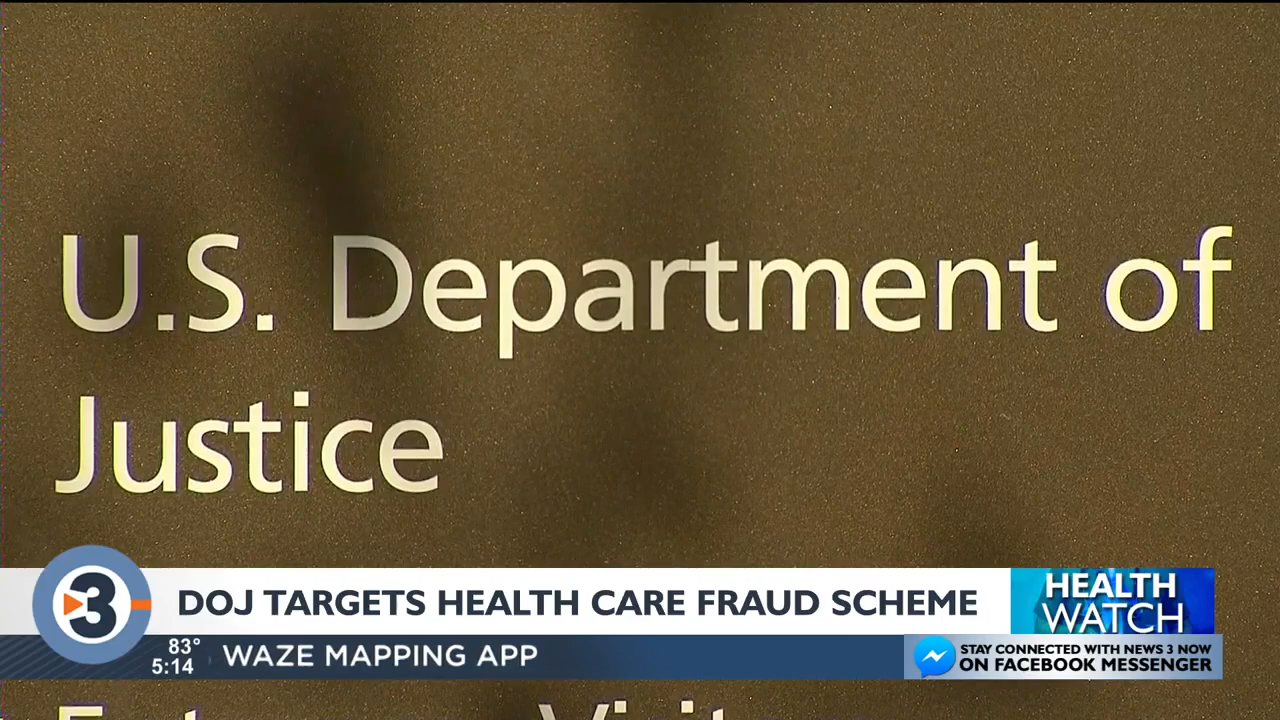 U.S. Department of
Justice
3
DOJ TARGETS HEALTH CARE FRAUD SCHEME
HEALTH
WATCH
83°
5:14
WAZE MAPPING APP
STAY CONNECTED WITH NEWS 3 NOW
ON FACEBOOK MESSENGER